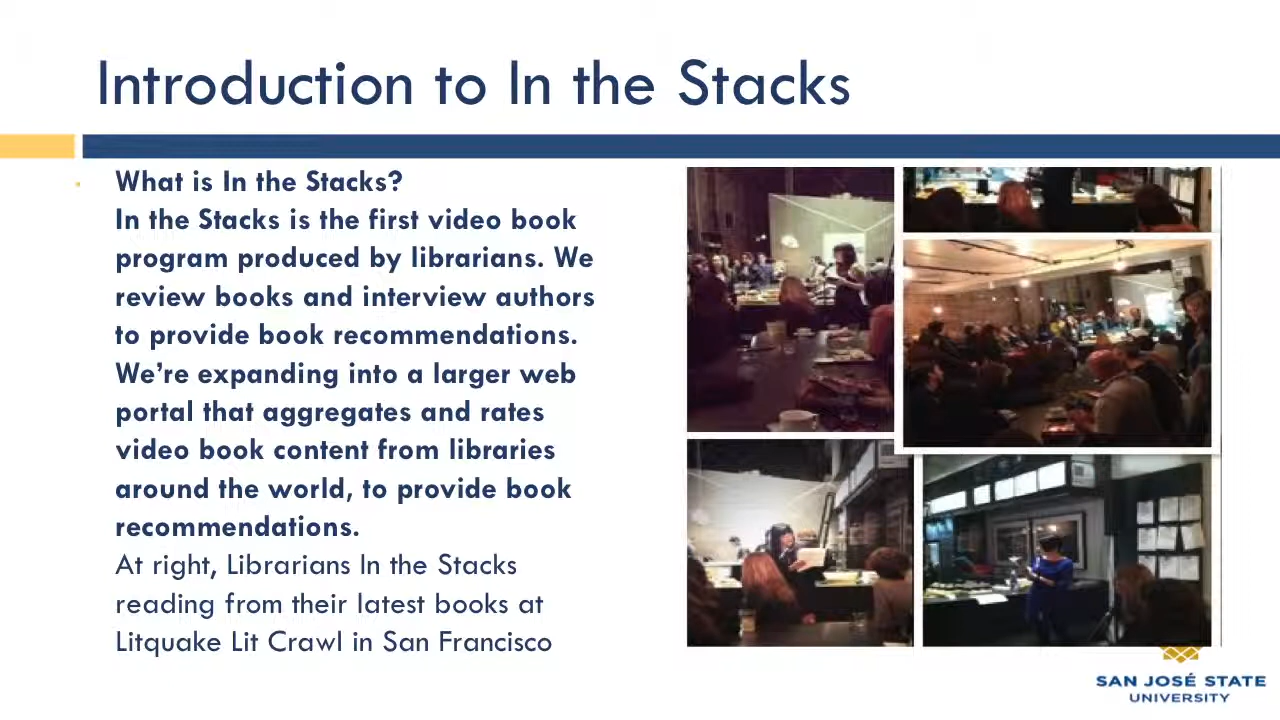 Introduction to In the Stacks
What is In the Stacks?
In the Stacks is the first video book
program produced by librarians. We
review books and interview authors
to provide book recommendations.
We’re expanding into a larger web
portal that aggregates and rates
video book content from libraries
around the world, to provide book
recommendations.
At right, Librarians In the Stacks
reading from their latest books at
Litquake Lit Crawl in San Francisco
SAN JOSÉ STATE
UNIVERSITY